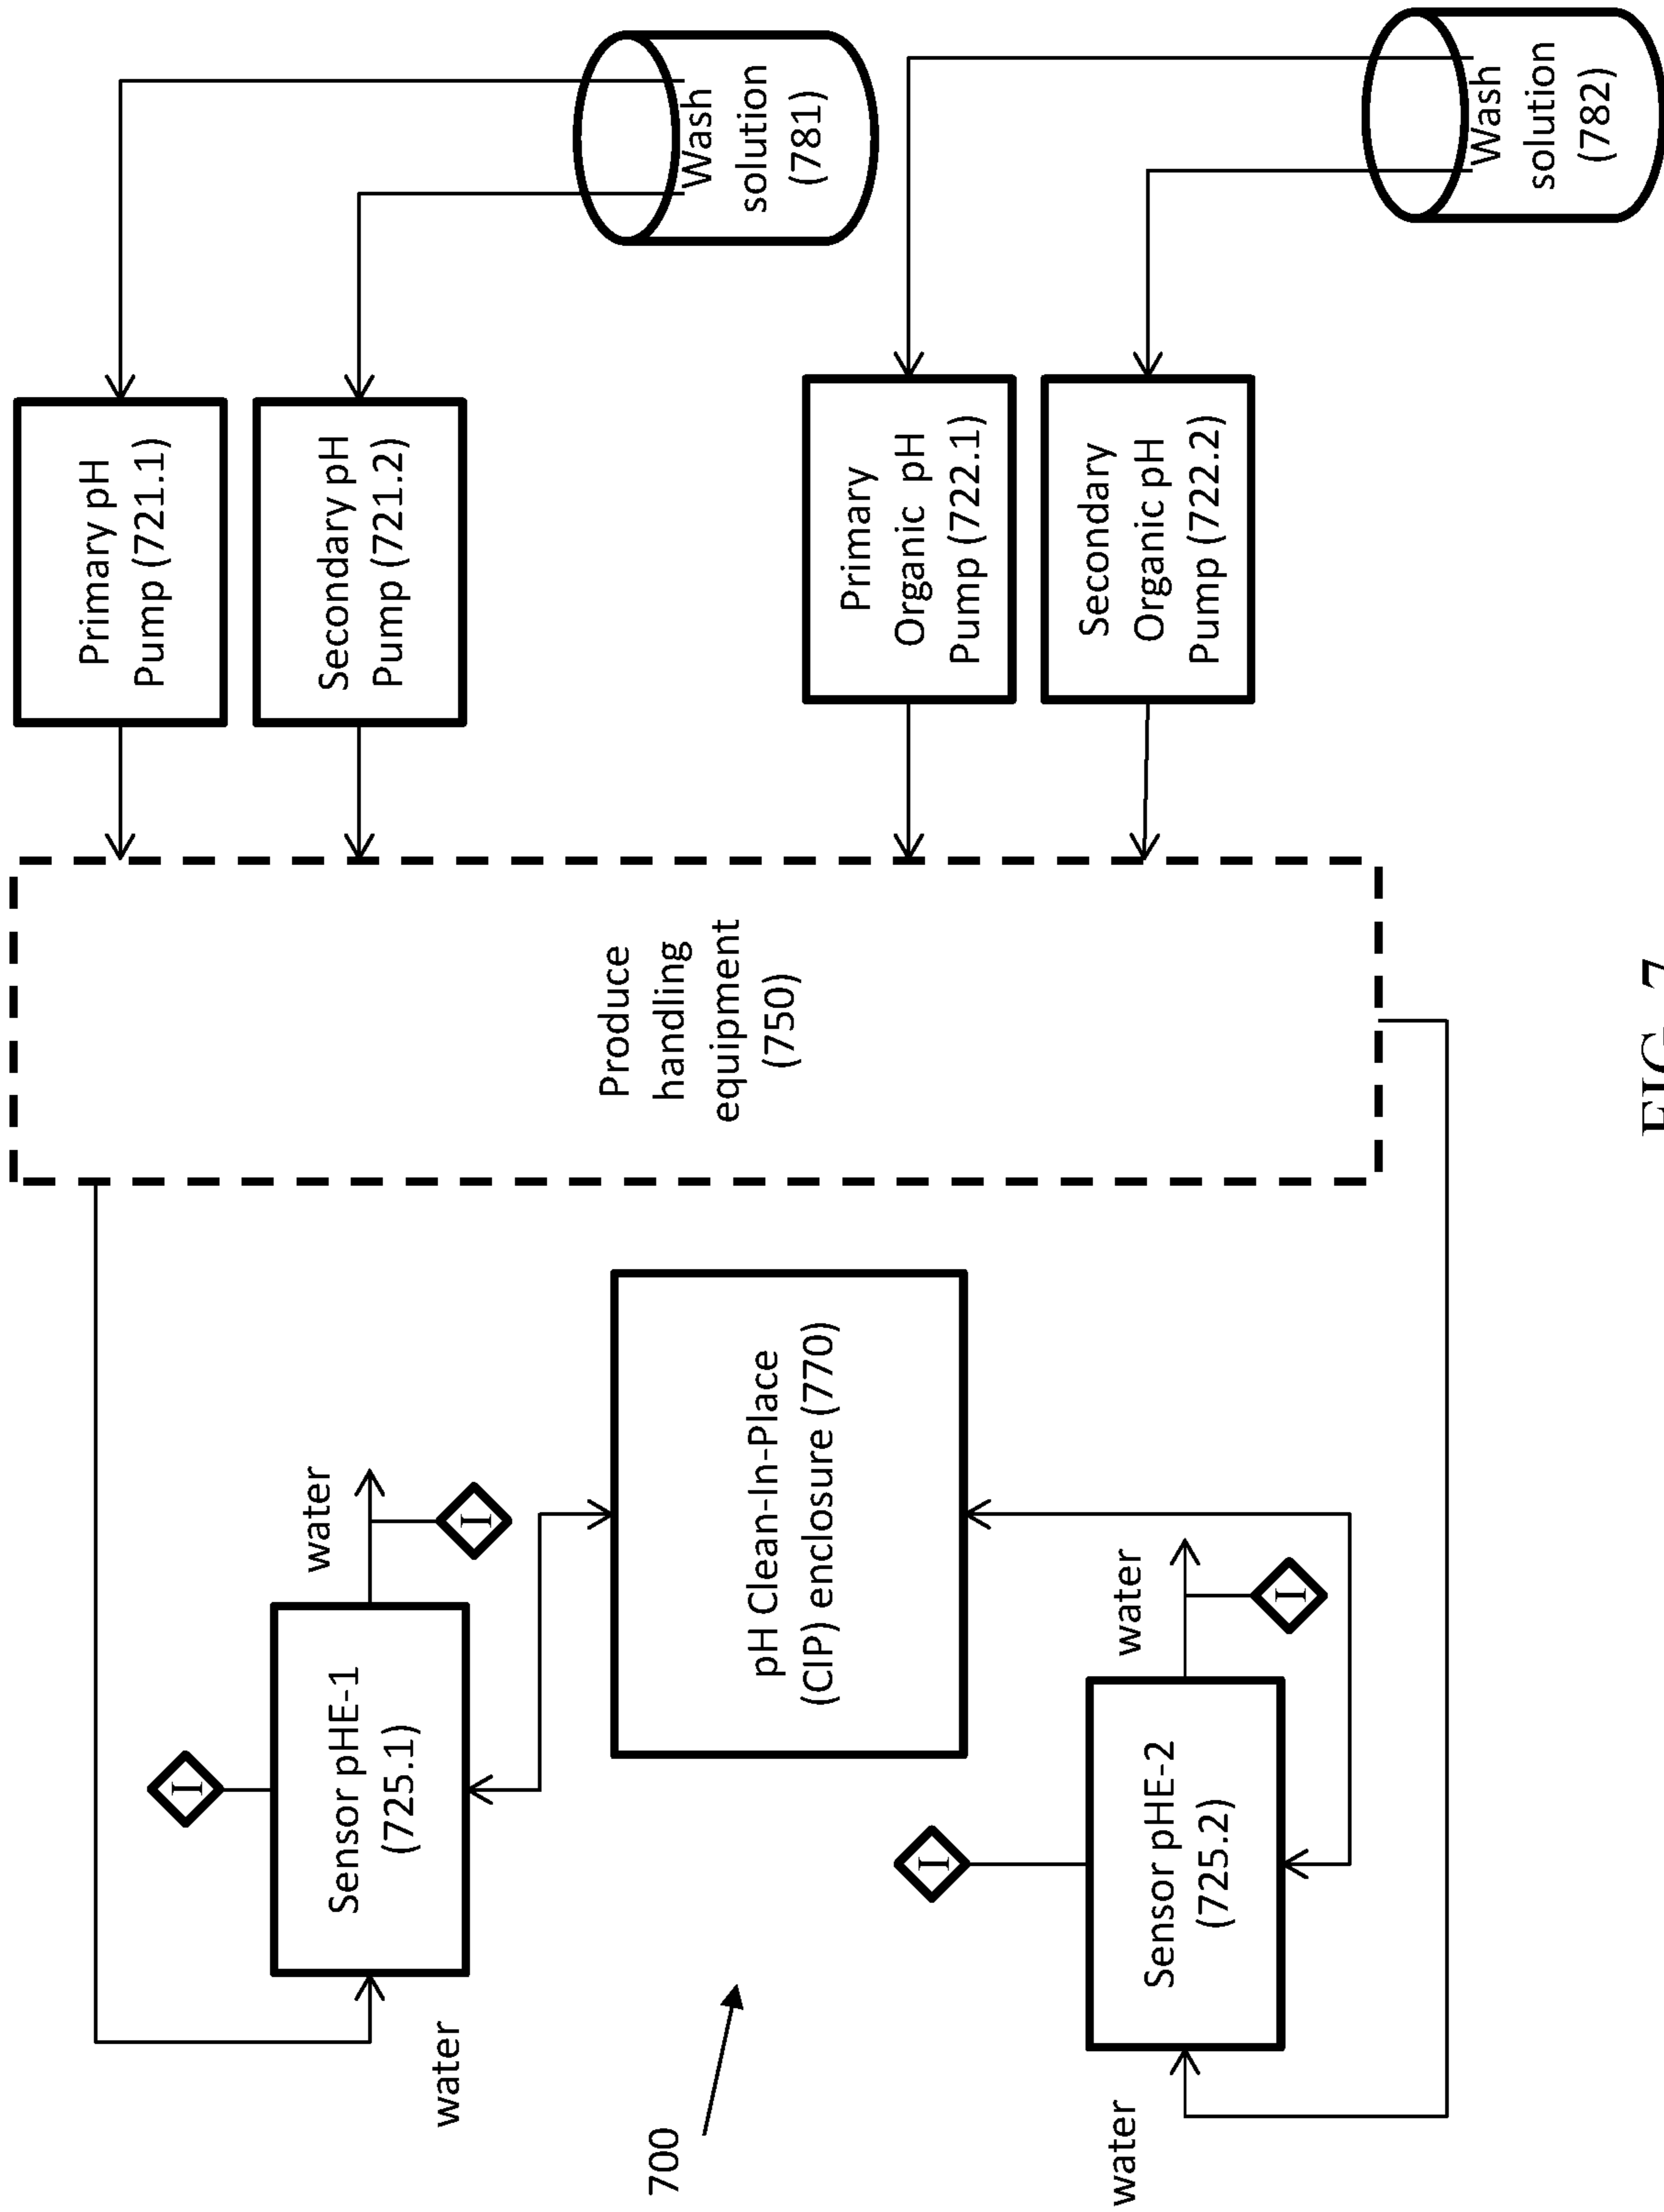 Primary pH
Pump (721.1)
I
water
Sensor pHE-1
(725.1)
I
water
Secondary pH
Pump (721.2)
Wash
solution
(781)
Produce
handling
equipment
(750)
700
pH Clean-In-Place
(CIP) enclosure (770)
Primary
Organic pH
Pump (722.1)
I
water
water
Sensor pHE-2
(725.2)
I
Secondary
Organic pH
Pump (722.2)
Wash
solution
(782)
FIG. 7